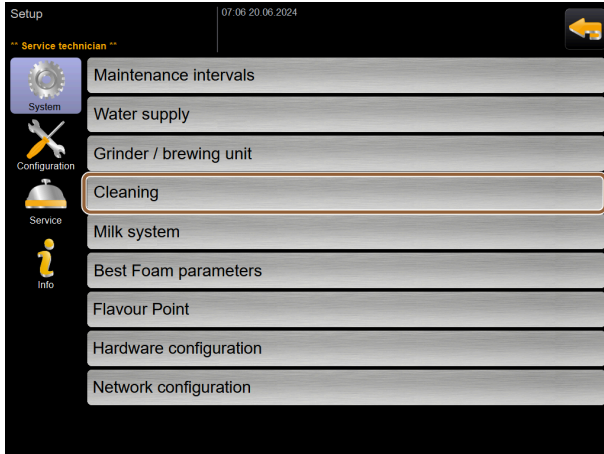 Setup
07:06 20.06.2024
** Service technician **
System
Configuration
Service
Info
Maintenance intervals
Water supply
Grinder / brewing unit
Cleaning
Milk system
Best Foam parameters
Flavour Point
Hardware configuration
Network configuration